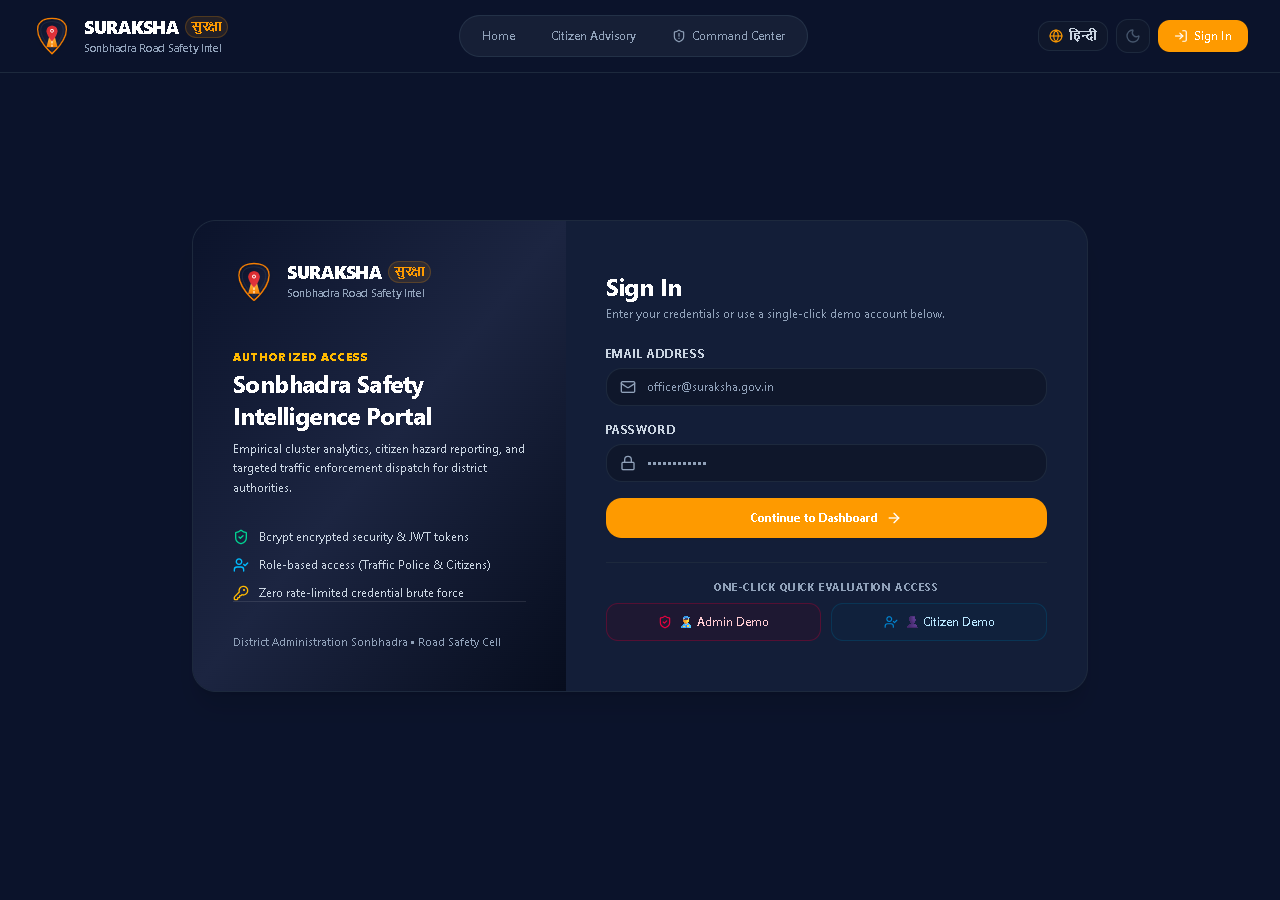 SURAKSHA सुरक्षा
Sonbhadra Road Safety Intel
Home
Citizen Advisory
Command Center
हिन्दी
Sign In
SURAKSHA सुरक्षा
Sonbhadra Road Safety Intel
AUTHORIZED ACCESS
Sonbhadra Safety
Intelligence Portal
Empirical cluster analytics, citizen hazard reporting, and
targeted traffic enforcement dispatch for district
authorities.
Bcrypt encrypted security & JWT tokens
Role-based access (Traffic Police & Citizens)
Zero rate-limited credential brute force
District Administration Sonbhadra • Road Safety Cell
Sign In
Enter your credentials or use a single-click demo account below.
EMAIL ADDRESS
officer@suraksha.gov.in
PASSWORD
••••••••••••
Continue to Dashboard →
ONE-CLICK QUICK EVALUATION ACCESS
Admin Demo
Citizen Demo